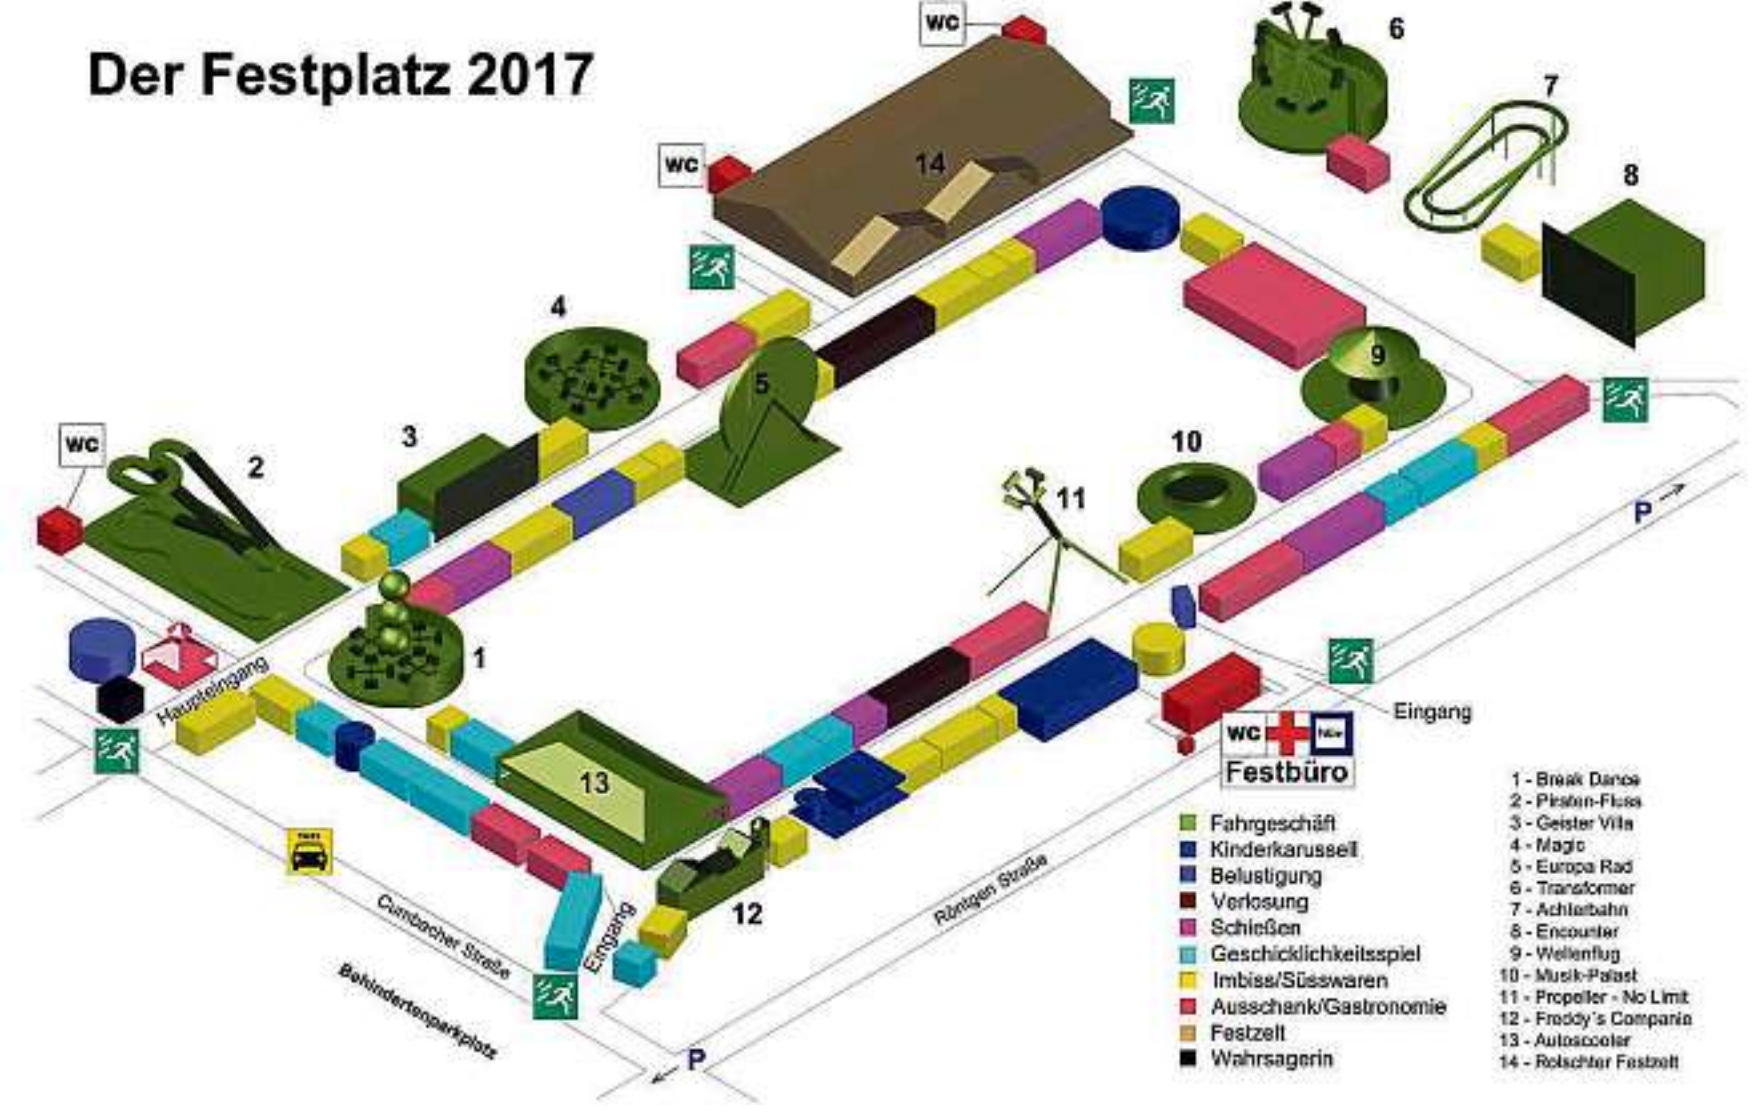 Der Festplatz 2017
WC
6
7
WC
14
8
4
9
5
3
10
WC
2
11
P
1
Haupteingang
Eingang
WC
Festbüro
13
12
Eingang
Cumbacher Straße
Röntgen Straße
Behindertenparkplatz
P
TAXI
Fahrgeschäft
Kinderkarussell
Belustigung
Verlosung
Schießen
Geschicklichkeitsspiel
Imbiss/Süsswaren
Ausschank/Gastronomie
Festzelt
Wahrsagerin
1 - Break Dance
2 - Piraten-Fluss
3 - Geister Villa
4 - Magic
5 - Europa Rad
6 - Transformer
7 - Achterbahn
8 - Encounter
9 - Wellenflug
10 - Musik-Palast
11 - Propeller - No Limit
12 - Freddy´s Compania
13 - Autoscooter
14 - Rolschter Festzelt